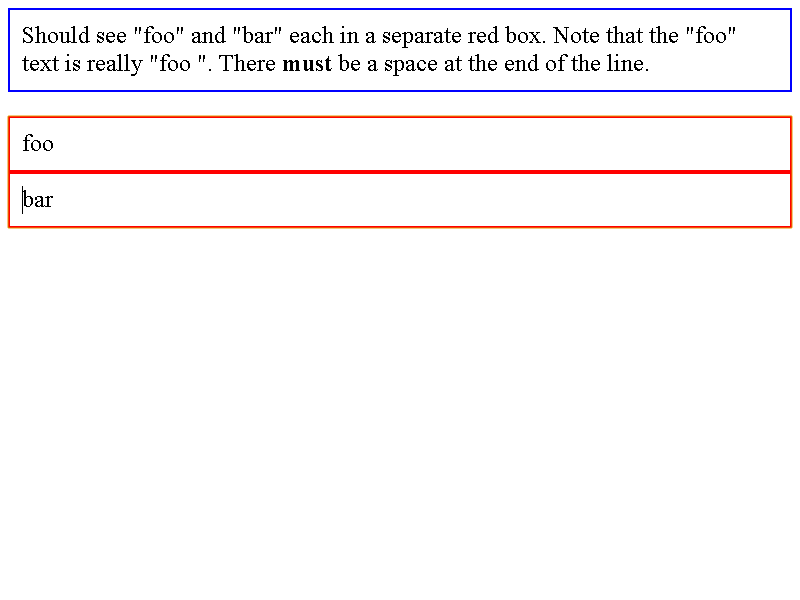 Should see "foo" and "bar" each in a separate red box. Note that the "foo"
text is really "foo ". There must be a space at the end of the line.
foo
bar